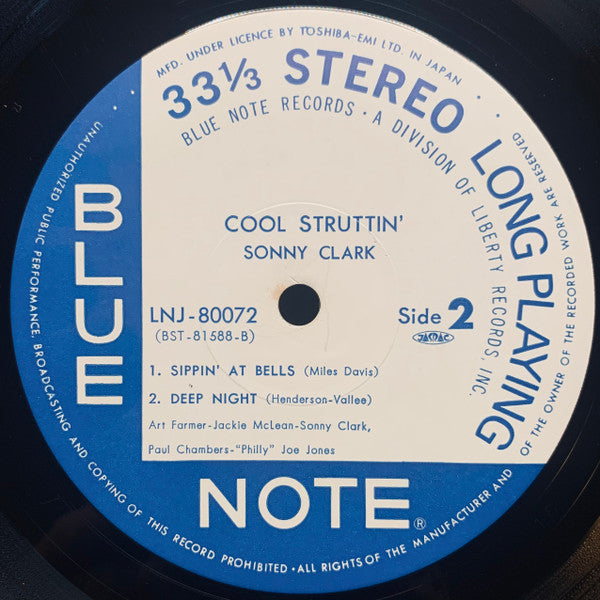 MFD. UNDER LICENCE BY TOSHIBA-EMI LTD. IN JAPAN
33⅓ STEREO LONG PLAYING
BLUE NOTE RECORDS · A DIVISION OF LIBERTY RECORDS, INC.
COOL STRUTTIN'
SONNY CLARK
LNJ-80072 Side 2
(BST-81588-B) JASRAC
1. SIPPIN' AT BELLS (Miles Davis)
2. DEEP NIGHT (Henderson-Vallee)
Art Farmer-Jackie McLean-Sonny Clark,
Paul Chambers-"Philly" Joe Jones
BLUE
NOTE®
UNAUTHORIZED PUBLIC PERFORMANCE, BROADCASTING AND COPYING OF THIS RECORD PROHIBITED · ALL RIGHTS OF THE MANUFACTURER AND OF THE OWNER OF THE RECORDED WORK ARE RESERVED